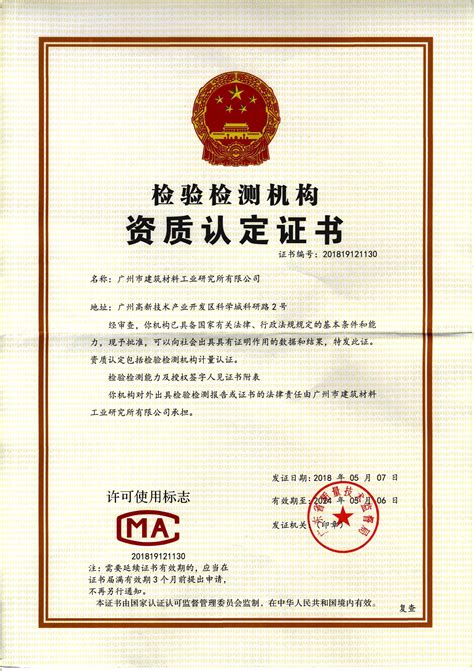 检验检测机构
资质认定证书
证书编号：201819121130
名称：广州市建筑材料工业研究所有限公司
地址：广州高新技术产业开发区科学城科研路2号
经审查，你机构已具备国家有关法律、行政法规规定的基本条件和能
力，现予批准，可以向社会出具具有证明作用的数据和结果，特发此证。
资质认定包括检验检测机构计量认证。
检验检测能力及授权签字人见证书附表
你机构对外出具检验检测报告或证书的法律责任由广州市建筑材料
工业研究所有限公司承担。
发证日期：2018 年 05 月 07 日
许可使用标志
有效期至：2024 年 05 月 06 日
发证机关：（印章）
广东省质量技术监督局
MA
201819121130
注：需要延续证书有效期的，应当在
证书届满有效期3个月前提出申请，
不再另行通知。
本证书由国家认证认可监督管理委员会监制，在中华人民共和国境内有效。
复查